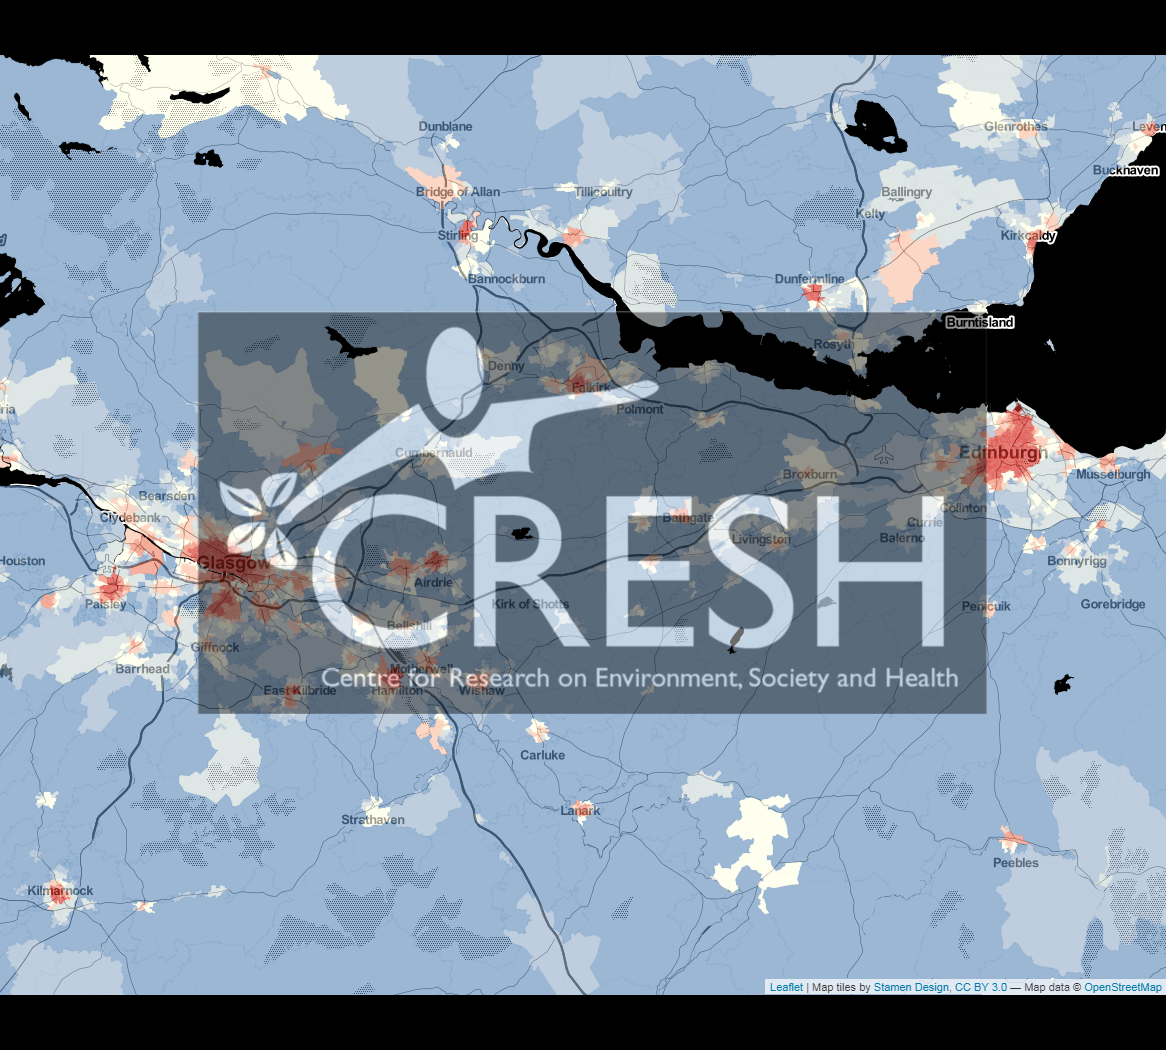 Dunblane
Glenrothes
Leven
Bucknaven
Bridge of Allan
Tillicoultry
Ballingry
Kelty
Stirling
Kirkcaldy
Bannockburn
Dunfermline
Burntisland
Rosyth
Denny
Falkirk
Polmont
ria
Cumbernauld
Edinburgh
Broxburn
Musselburgh
Bearsden
Clydebank
Bathgate
Colinton
Currie
Balerno
Livingston
CRESH
Houston
Glasgow
Airdrie
Bonnyrigg
Paisley
Kirk of Shotts
Penicuik
Gorebridge
Bellshill
Giffnock
Barrhead
Motherwell
Centre for Research on Environment, Society and Health
East Kilbride
Hamilton
Wishaw
Carluke
Strathaven
Lanark
Peebles
Kilmarnock
Leaflet | Map tiles by Stamen Design, CC BY 3.0 — Map data © OpenStreetMap